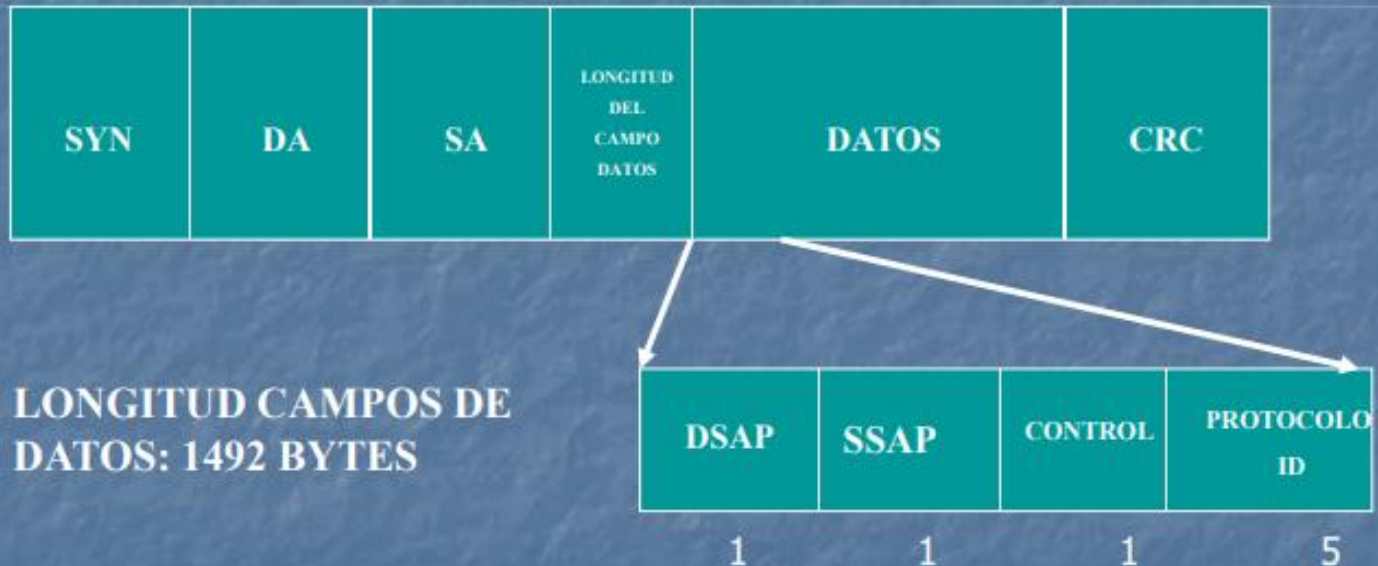 SYN
DA
SA
LONGITUD
DEL
CAMPO
DATOS
DATOS
CRC
LONGITUD CAMPOS DE
DATOS: 1492 BYTES
DSAP
SSAP
CONTROL
PROTOCOLO
ID
1
1
1
5